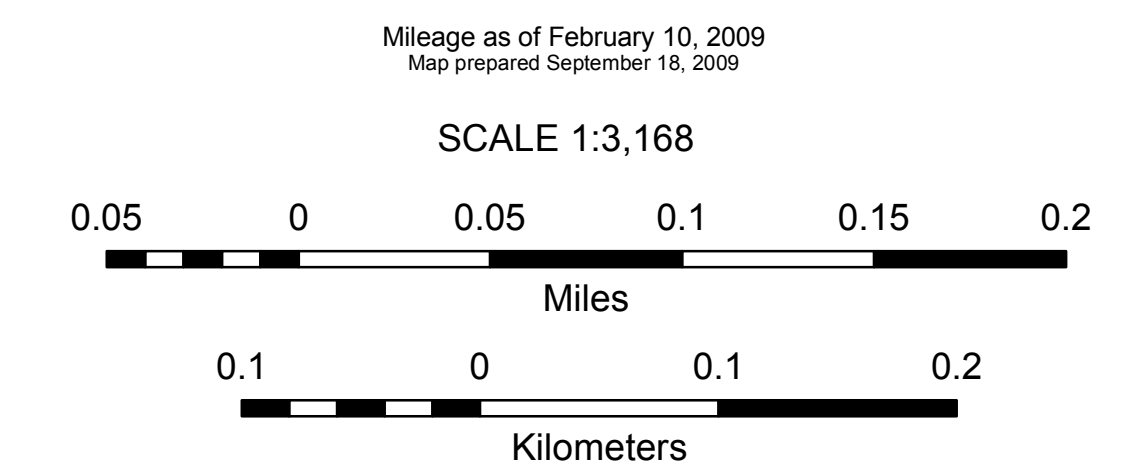 Mileage as of February 10, 2009
Map prepared September 18, 2009
SCALE 1:3,168
0.05 0 0.05 0.1 0.15 0.2
Miles
0.1 0 0.1 0.2
Kilometers